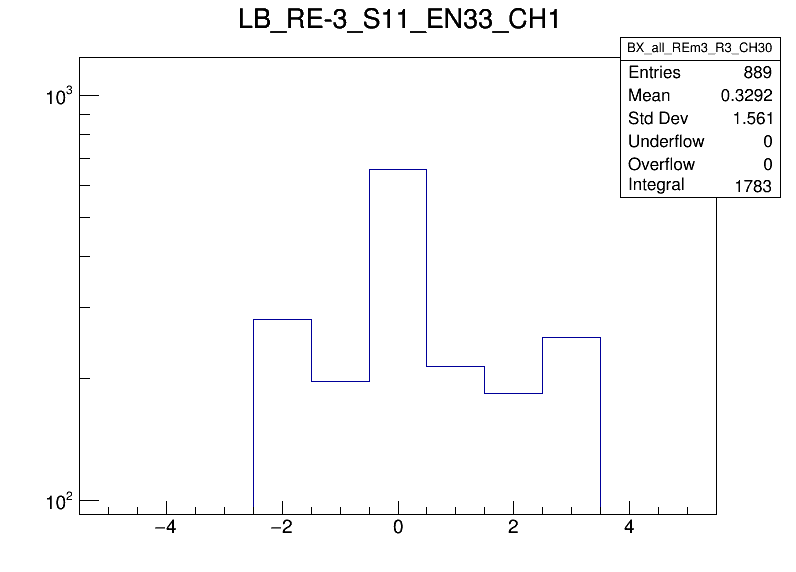 LB_RE-3_S11_EN33_CH1
BX_all_REm3_R3_CH30
Entries 889
Mean 0.3292
Std Dev 1.561
Underflow 0
Overflow 0
Integral 1783
10³
10²
−4 −2 0 2 4